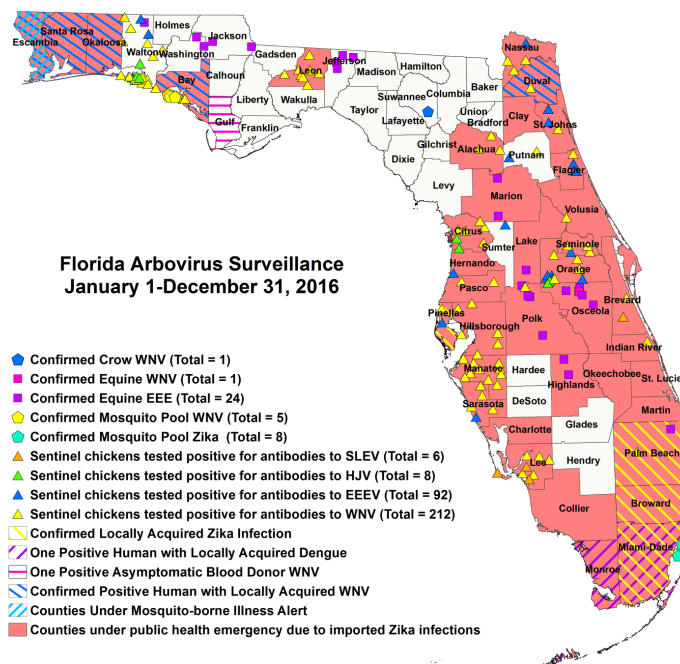 Nassau
Holmes
Santa Rosa
Jackson
Escambia
Okaloosa
Walton
Washington
Gadsden
Jefferson
Leon
Madison
Hamilton
Duval
Bay
Calhoun
Baker
Suwannee
Columbia
Liberty
Wakulla
Taylor
Union
Clay
Gulf
Franklin
Lafayette
Bradford
St. Johns
Gilchrist
Alachua
Putnam
Dixie
Flagler
Levy
Marion
Volusia
Citrus
Lake
Seminole
Sumter
Hernando
Orange
Florida Arbovirus Surveillance
January 1-December 31, 2016
Pasco
Brevard
Osceola
Pinellas
Polk
Hillsborough
Indian River
Manatee
Hardee
Okeechobee
Highlands
St. Lucie
Sarasota
DeSoto
Martin
Charlotte
Glades
Lee
Hendry
Palm Beach
Collier
Broward
Miami-Dade
Monroe
Confirmed Crow WNV (Total = 1)
Confirmed Equine WNV (Total = 1)
Confirmed Equine EEE (Total = 24)
Confirmed Mosquito Pool WNV (Total = 5)
Confirmed Mosquito Pool Zika (Total = 8)
Sentinel chickens tested positive for antibodies to SLEV (Total = 6)
Sentinel chickens tested positive for antibodies to HJV (Total = 8)
Sentinel chickens tested positive for antibodies to EEEV (Total = 92)
Sentinel chickens tested positive for antibodies to WNV (Total = 212)
Confirmed Locally Acquired Zika Infection
One Positive Human with Locally Acquired Dengue
One Positive Asymptomatic Blood Donor WNV
Confirmed Positive Human with Locally Acquired WNV
Counties Under Mosquito-borne Illness Alert
Counties under public health emergency due to imported Zika infections